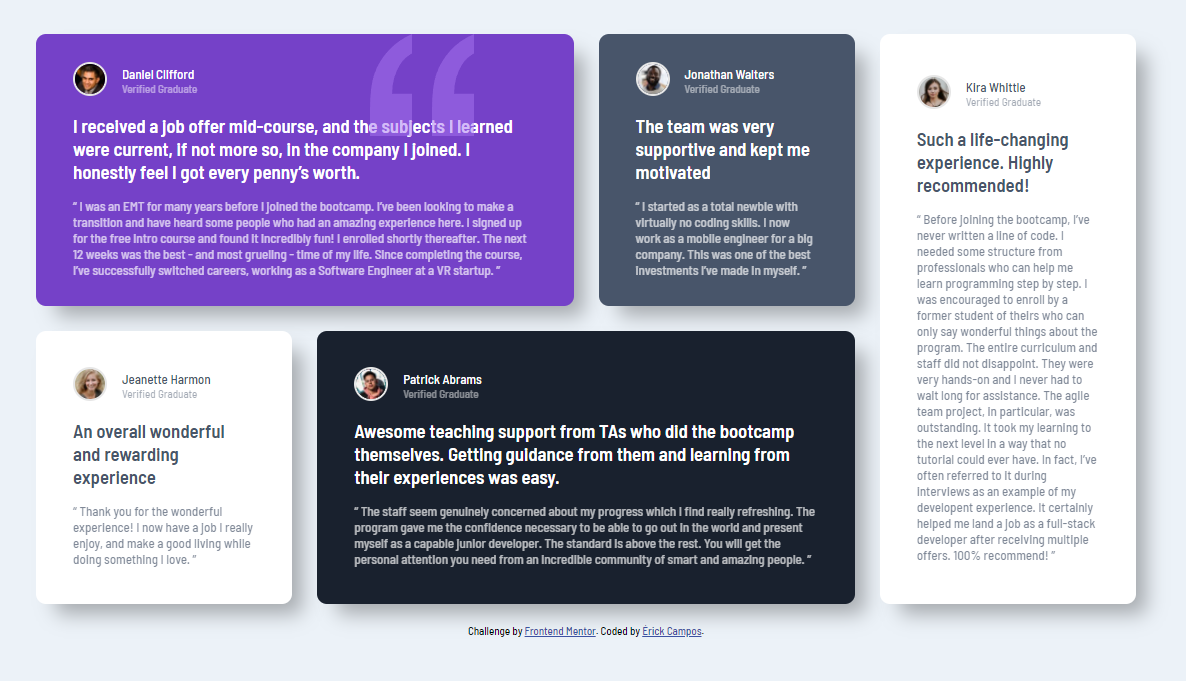 Daniel Clifford
Verified Graduate
I received a job offer mid-course, and the subjects I learned
were current, if not more so, in the company I joined. I
honestly feel I got every penny’s worth.
“ I was an EMT for many years before I joined the bootcamp. I’ve been looking to make a
transition and have heard some people who had an amazing experience here. I signed up
for the free intro course and found it incredibly fun! I enrolled shortly thereafter. The next
12 weeks was the best - and most grueling - time of my life. Since completing the course,
I’ve successfully switched careers, working as a Software Engineer at a VR startup. ”
Jonathan Walters
Verified Graduate
The team was very
supportive and kept me
motivated
“ I started as a total newbie with
virtually no coding skills. I now
work as a mobile engineer for a big
company. This was one of the best
investments I’ve made in myself. ”
Kira Whittle
Verified Graduate
Such a life-changing
experience. Highly
recommended!
“ Before joining the bootcamp, I’ve
never written a line of code. I
needed some structure from
professionals who can help me
learn programming step by step. I
was encouraged to enroll by a
former student of theirs who can
only say wonderful things about the
program. The entire curriculum and
staff did not disappoint. They were
very hands-on and I never had to
wait long for assistance. The agile
team project, in particular, was
outstanding. It took my learning to
the next level in a way that no
tutorial could ever have. In fact, I’ve
often referred to it during
interviews as an example of my
developent experience. It certainly
helped me land a job as a full-stack
developer after receiving multiple
offers. 100% recommend! ”
Jeanette Harmon
Verified Graduate
An overall wonderful
and rewarding
experience
“ Thank you for the wonderful
experience! I now have a job I really
enjoy, and make a good living while
doing something I love. ”
Patrick Abrams
Verified Graduate
Awesome teaching support from TAs who did the bootcamp
themselves. Getting guidance from them and learning from
their experiences was easy.
“ The staff seem genuinely concerned about my progress which I find really refreshing. The
program gave me the confidence necessary to be able to go out in the world and present
myself as a capable junior developer. The standard is above the rest. You will get the
personal attention you need from an incredible community of smart and amazing people. ”
Challenge by Frontend Mentor. Coded by Érick Campos.